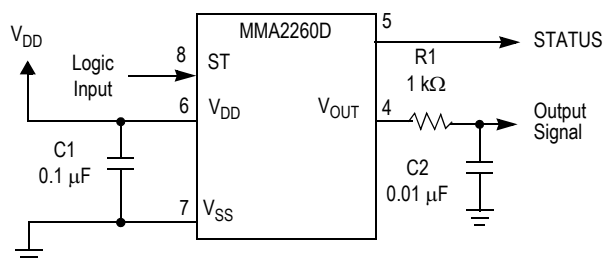 MMA2260D
5
STATUS
V_DD
R1
1 kΩ
Logic
Input
8
ST
6
V_DD
V_OUT
4
Output
Signal
C1
0.1 μF
C2
0.01 μF
7
V_SS